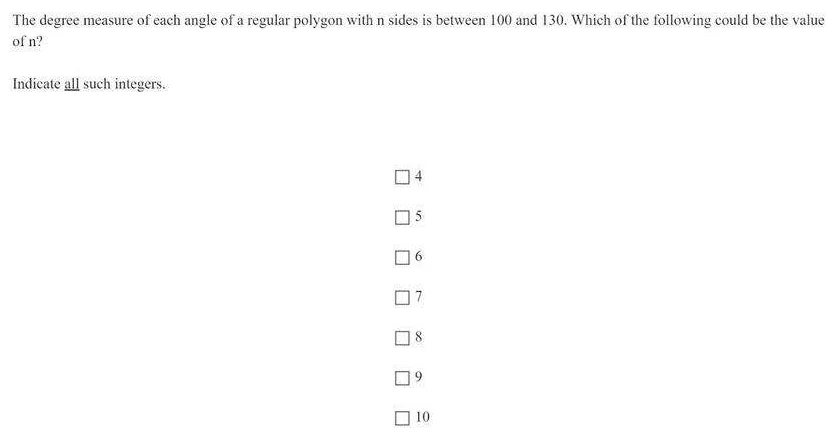 The degree measure of each angle of a regular polygon with n sides is between 100 and 130. Which of the following could be the value
of n?
Indicate all such integers.
4
5
6
7
8
9
10